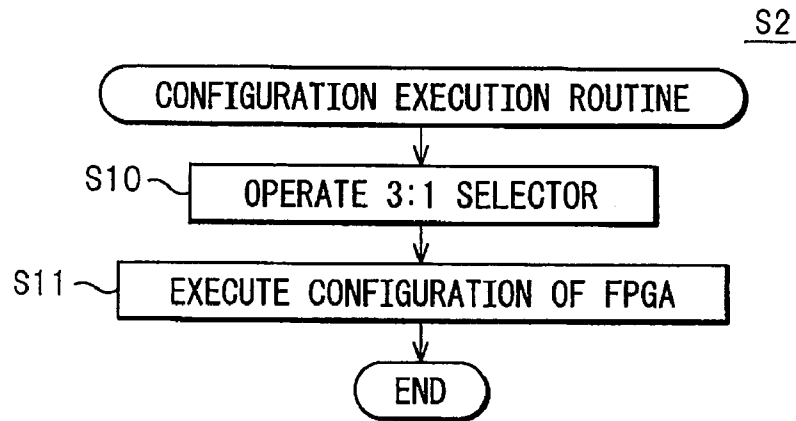 S2
CONFIGURATION EXECUTION ROUTINE
S10
OPERATE 3:1 SELECTOR
S11
EXECUTE CONFIGURATION OF FPGA
END